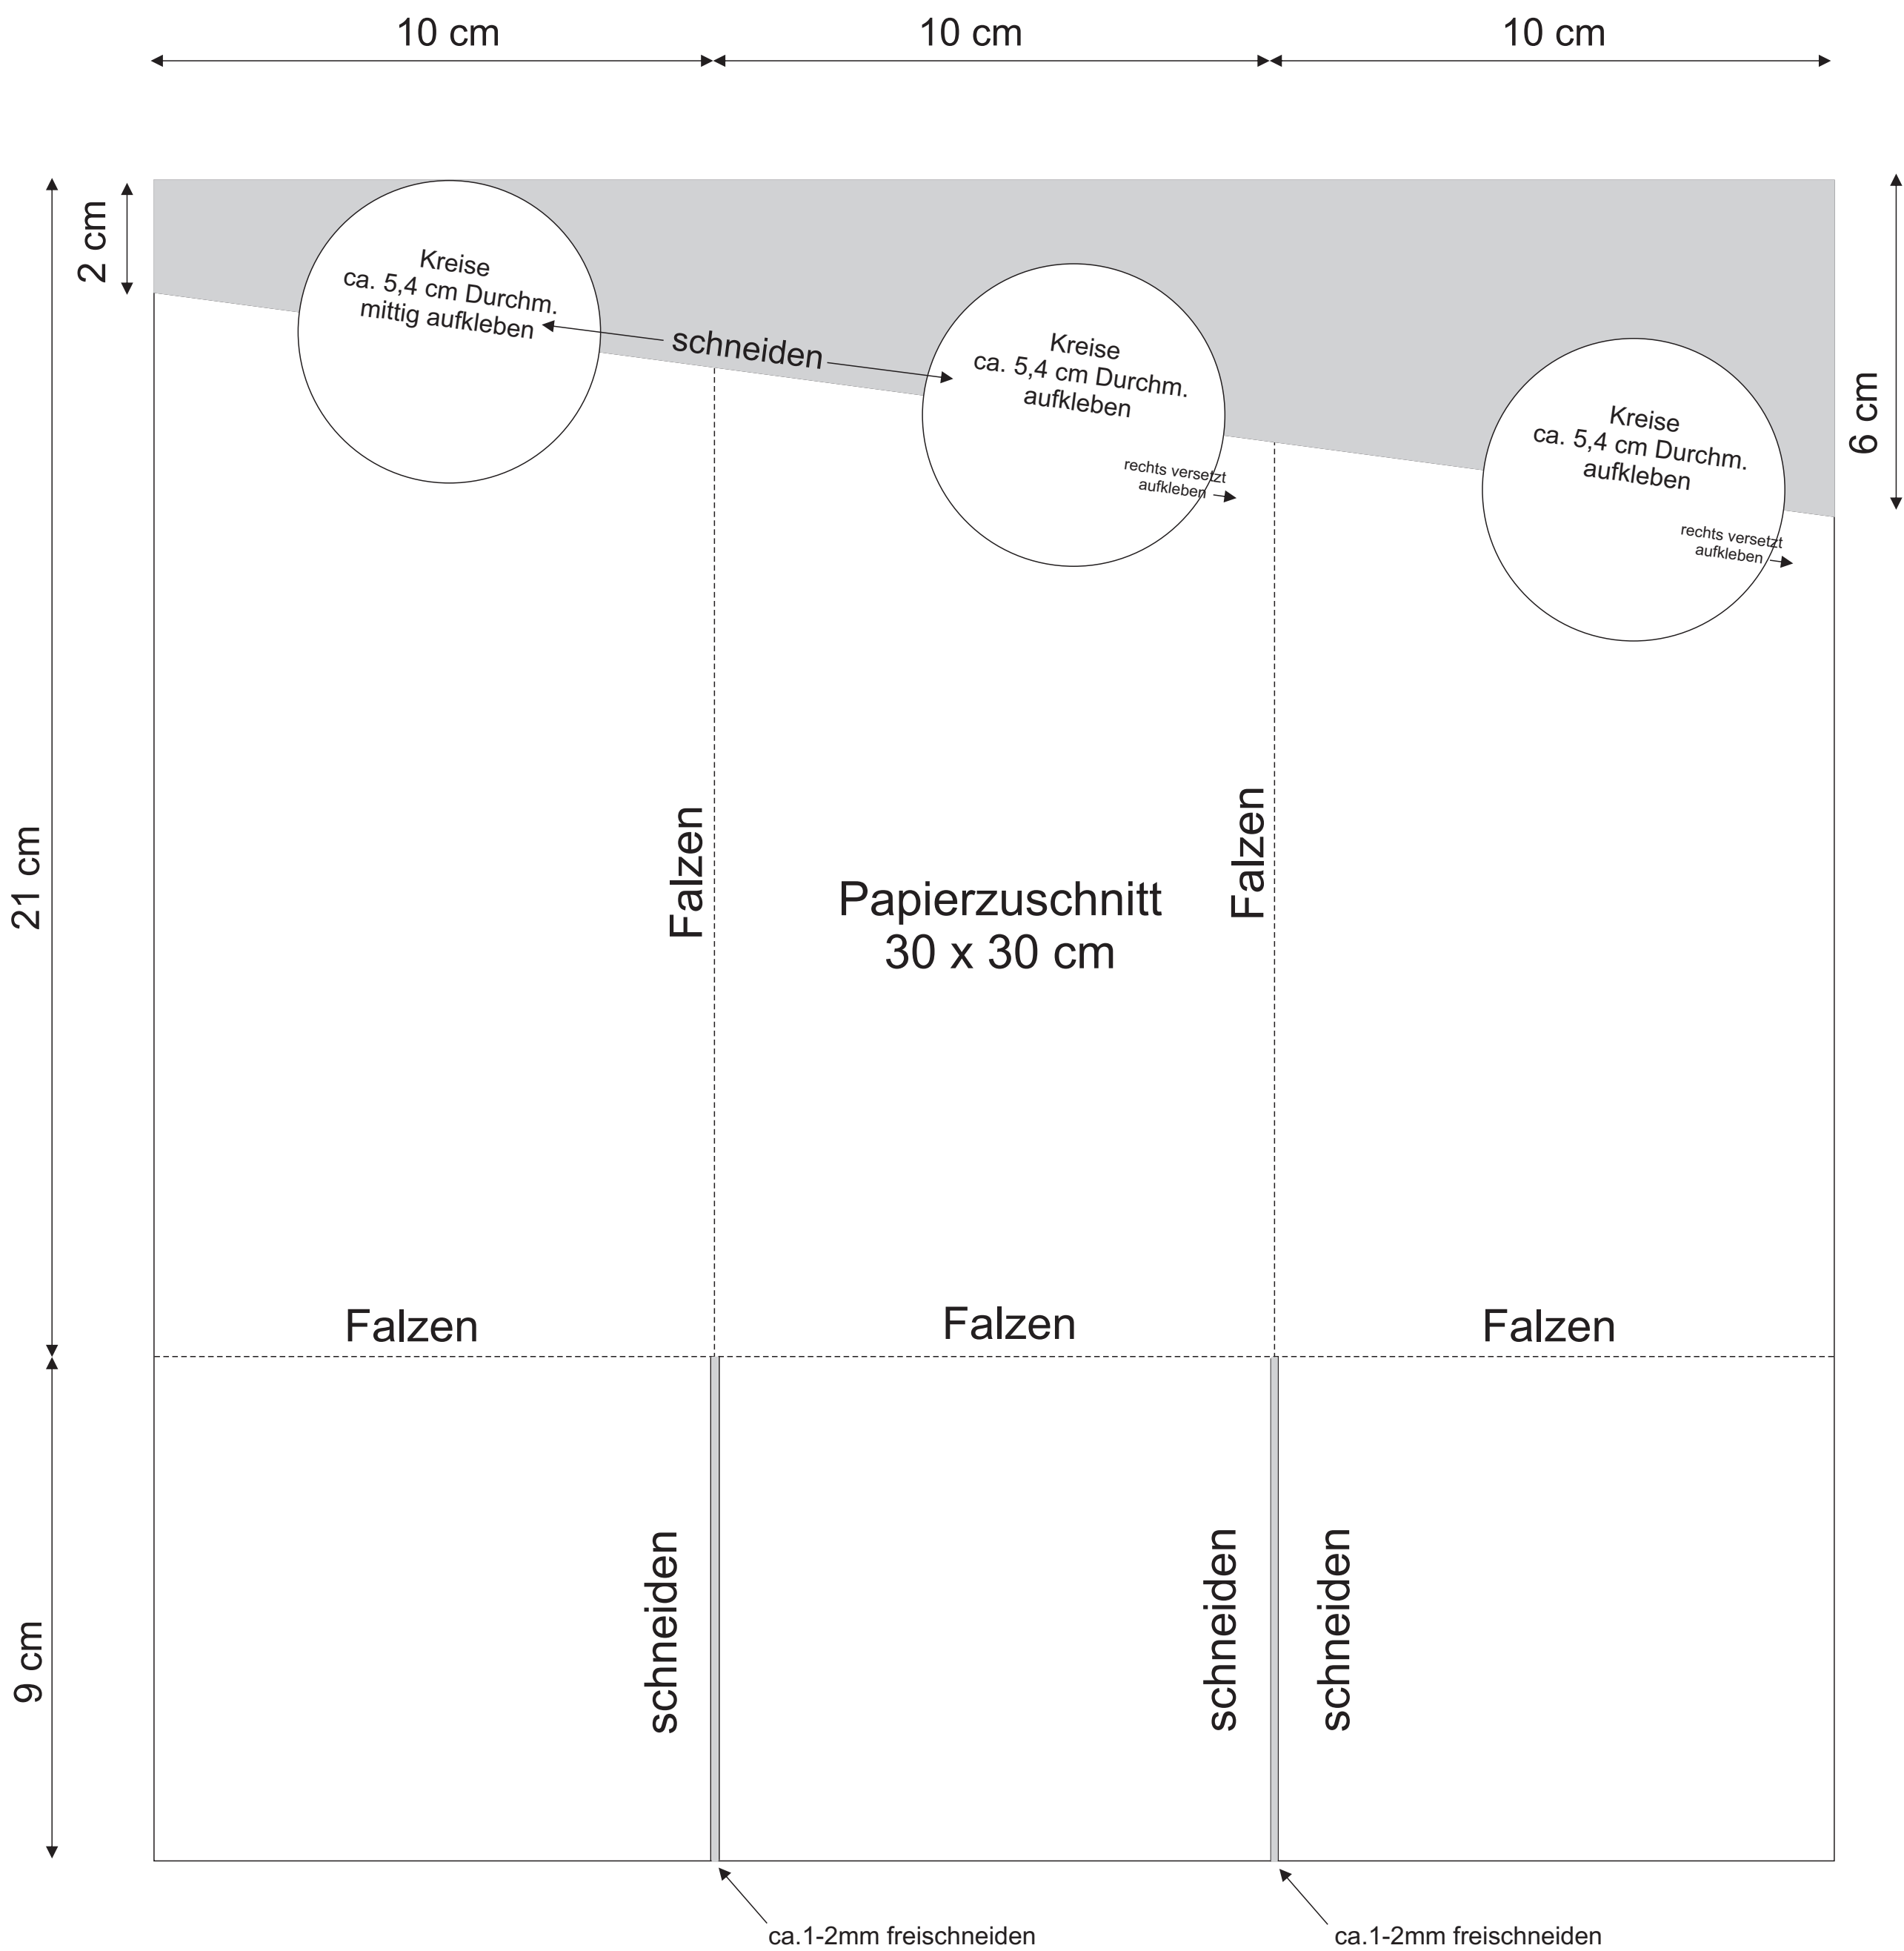 10 cm
10 cm
10 cm
2 cm
Kreise
ca. 5,4 cm Durchm.
mittig aufkleben
schneiden
Kreise
ca. 5,4 cm Durchm.
aufkleben
rechts versetzt
aufkleben
Kreise
ca. 5,4 cm Durchm.
aufkleben
rechts versetzt
aufkleben
6 cm
21 cm
Falzen
Papierzuschnitt
30 x 30 cm
Falzen
Falzen
Falzen
Falzen
9 cm
schneiden
schneiden
schneiden
ca.1-2mm freischneiden
ca.1-2mm freischneiden